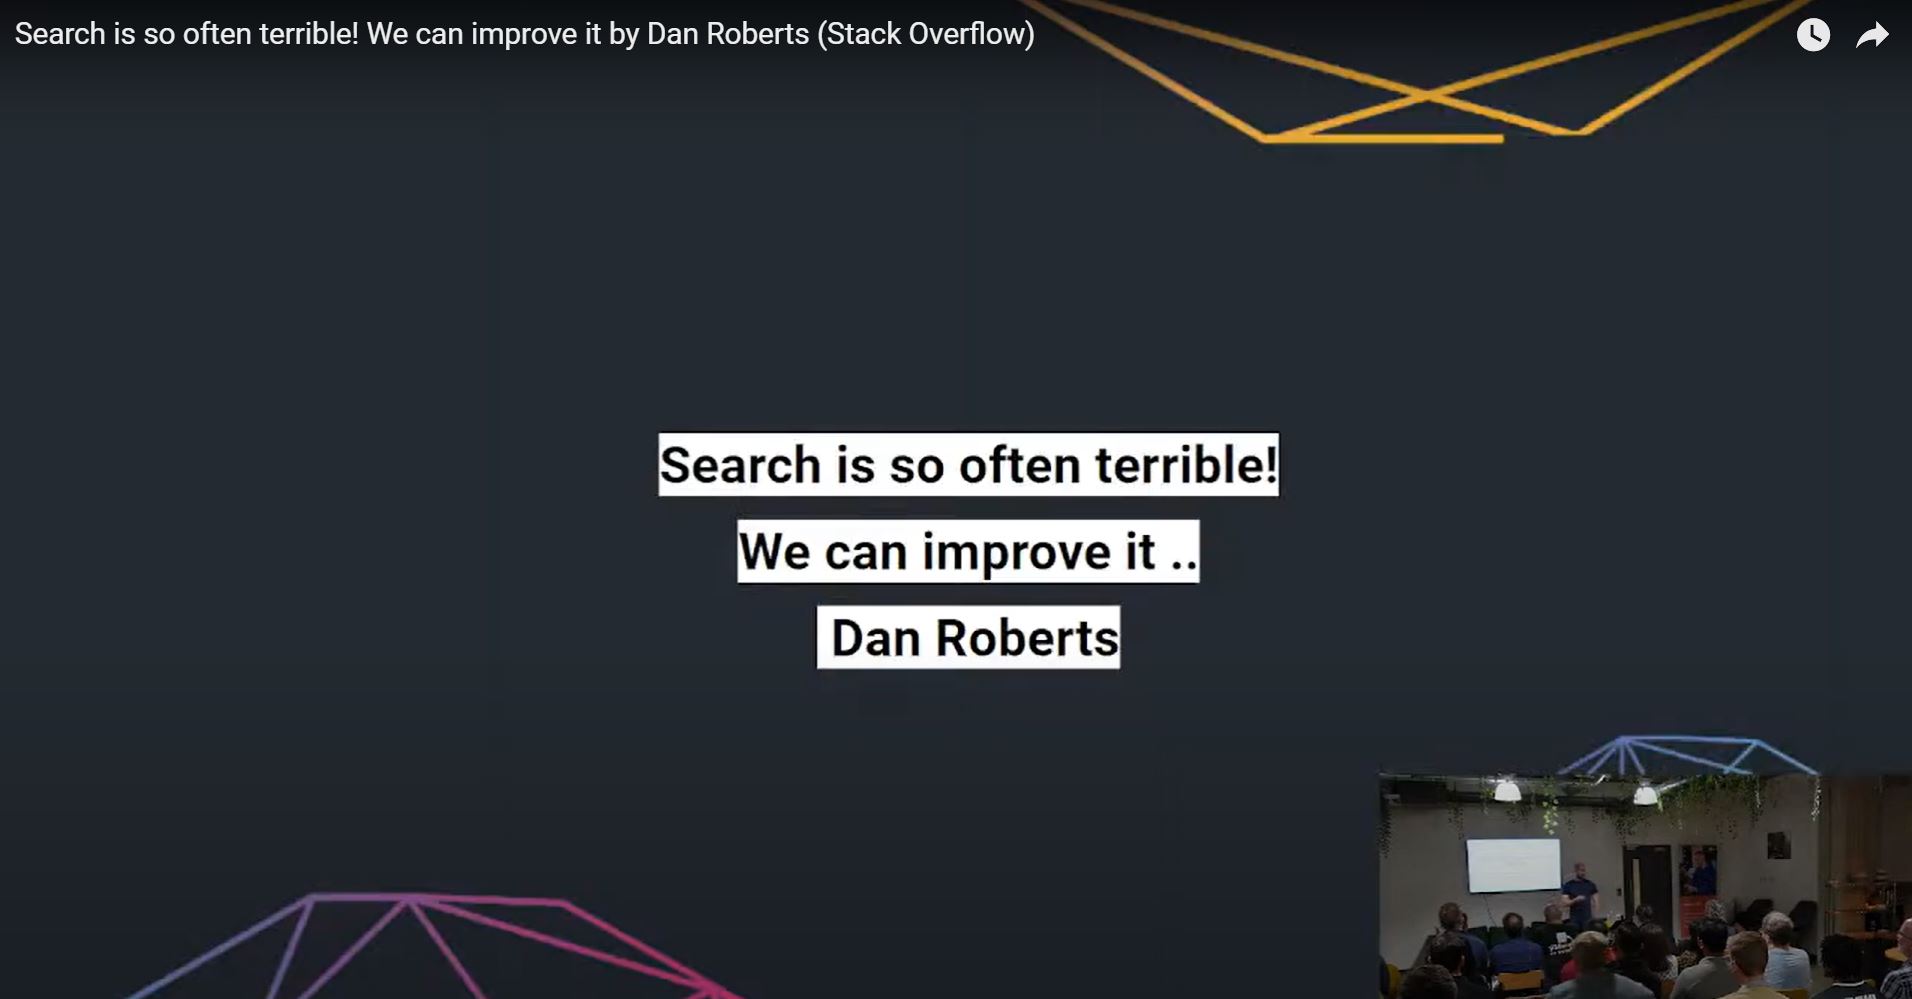 Search is so often terrible! We can improve it by Dan Roberts (Stack Overflow)
Search is so often terrible!
We can improve it ..
Dan Roberts